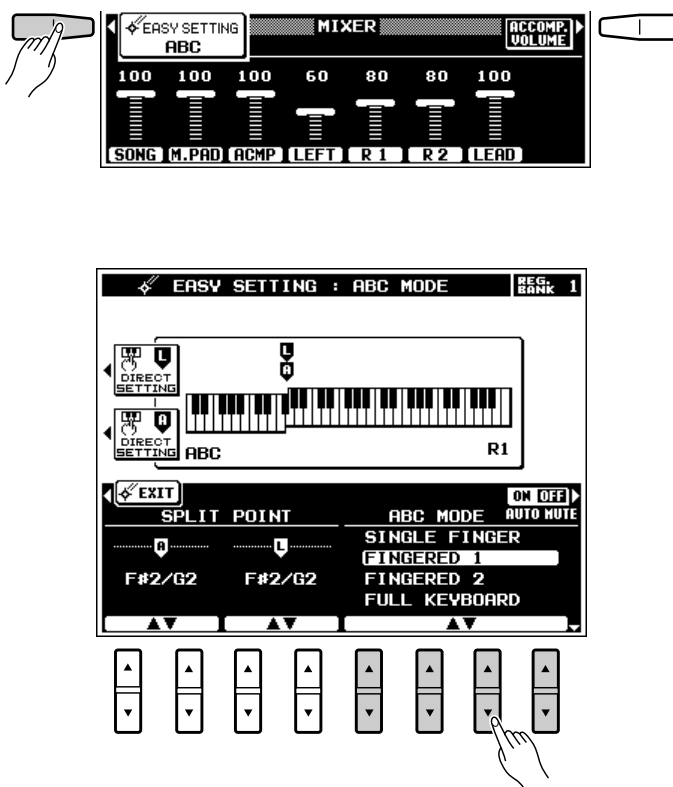 EASY SETTING
ABC
MIXER
ACCOMP.
VOLUME
100 100 100 60 80 80 100
SONG M.PAD ACMP LEFT R 1 R 2 LEAD
EASY SETTING : ABC MODE
REG.
BANK 1
L
A
L
DIRECT
SETTING
A
DIRECT
SETTING
ABC
R1
EXIT
ON OFF
AUTO MUTE
SPLIT POINT
ABC MODE
A
L
F#2/G2
F#2/G2
SINGLE FINGER
FINGERED 1
FINGERED 2
FULL KEYBOARD